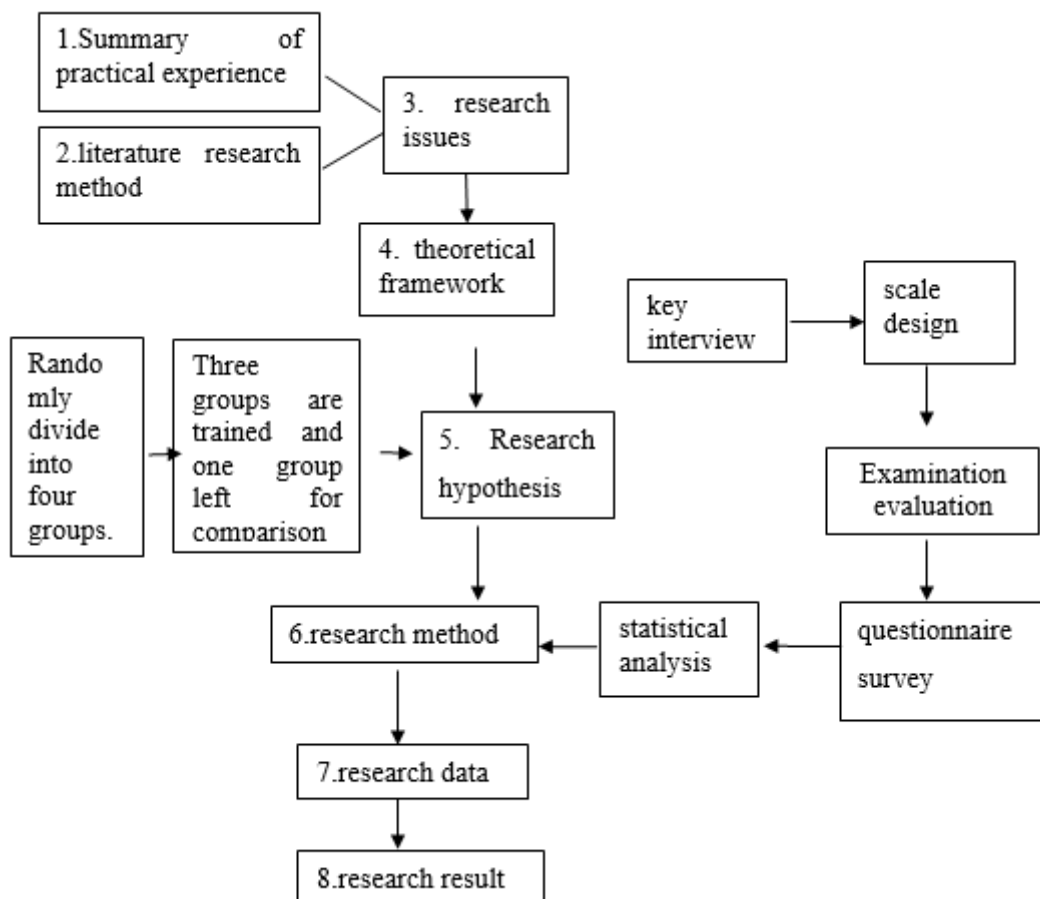 1.Summary of
practical experience
2.literature research
method
3. research
issues
4. theoretical
framework
key
interview
scale
design
Rando
mly
divide
into
four
groups.
Three
groups are
trained and
one group
left for
comparison
5. Research
hypothesis
Examination
evaluation
6.research method
statistical
analysis
questionnaire
survey
7.research data
8.research result